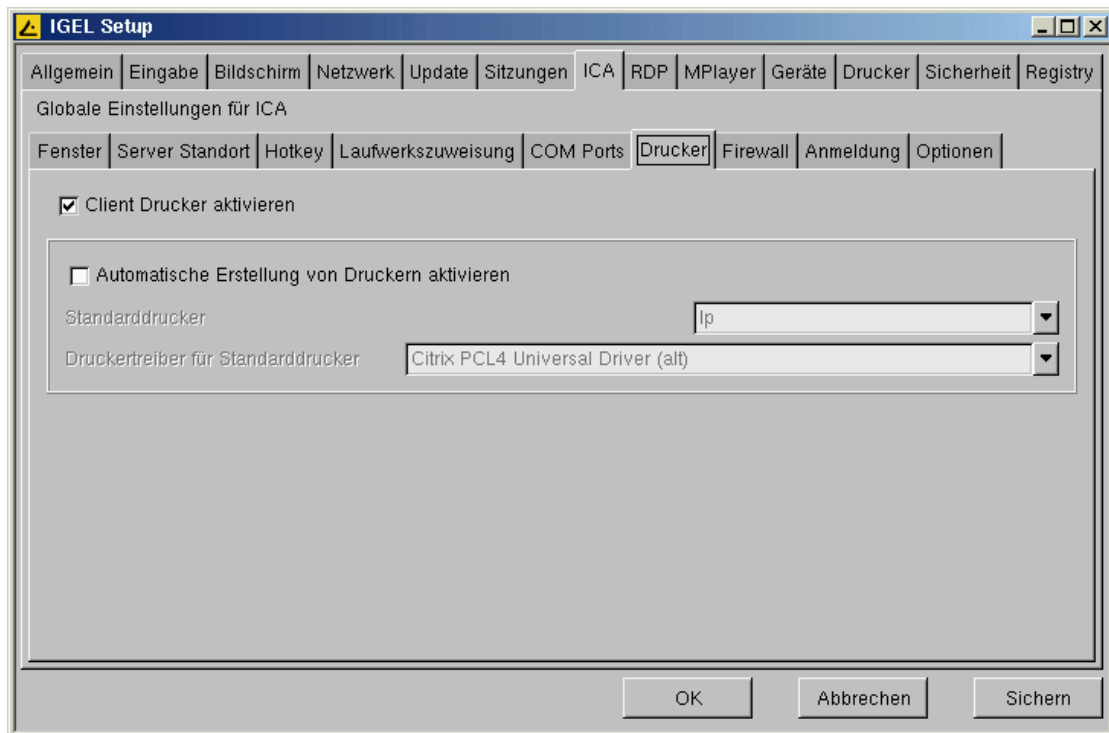 IGEL Setup
Allgemein Eingabe Bildschirm Netzwerk Update Sitzungen ICA RDP MPlayer Geräte Drucker Sicherheit Registry
Globale Einstellungen für ICA
Fenster Server Standort Hotkey Laufwerkszuweisung COM Ports Drucker Firewall Anmeldung Optionen
Client Drucker aktivieren
Automatische Erstellung von Druckern aktivieren
Standarddrucker lp
Druckertreiber für Standarddrucker Citrix PCL4 Universal Driver (alt)
OK Abbrechen Sichern